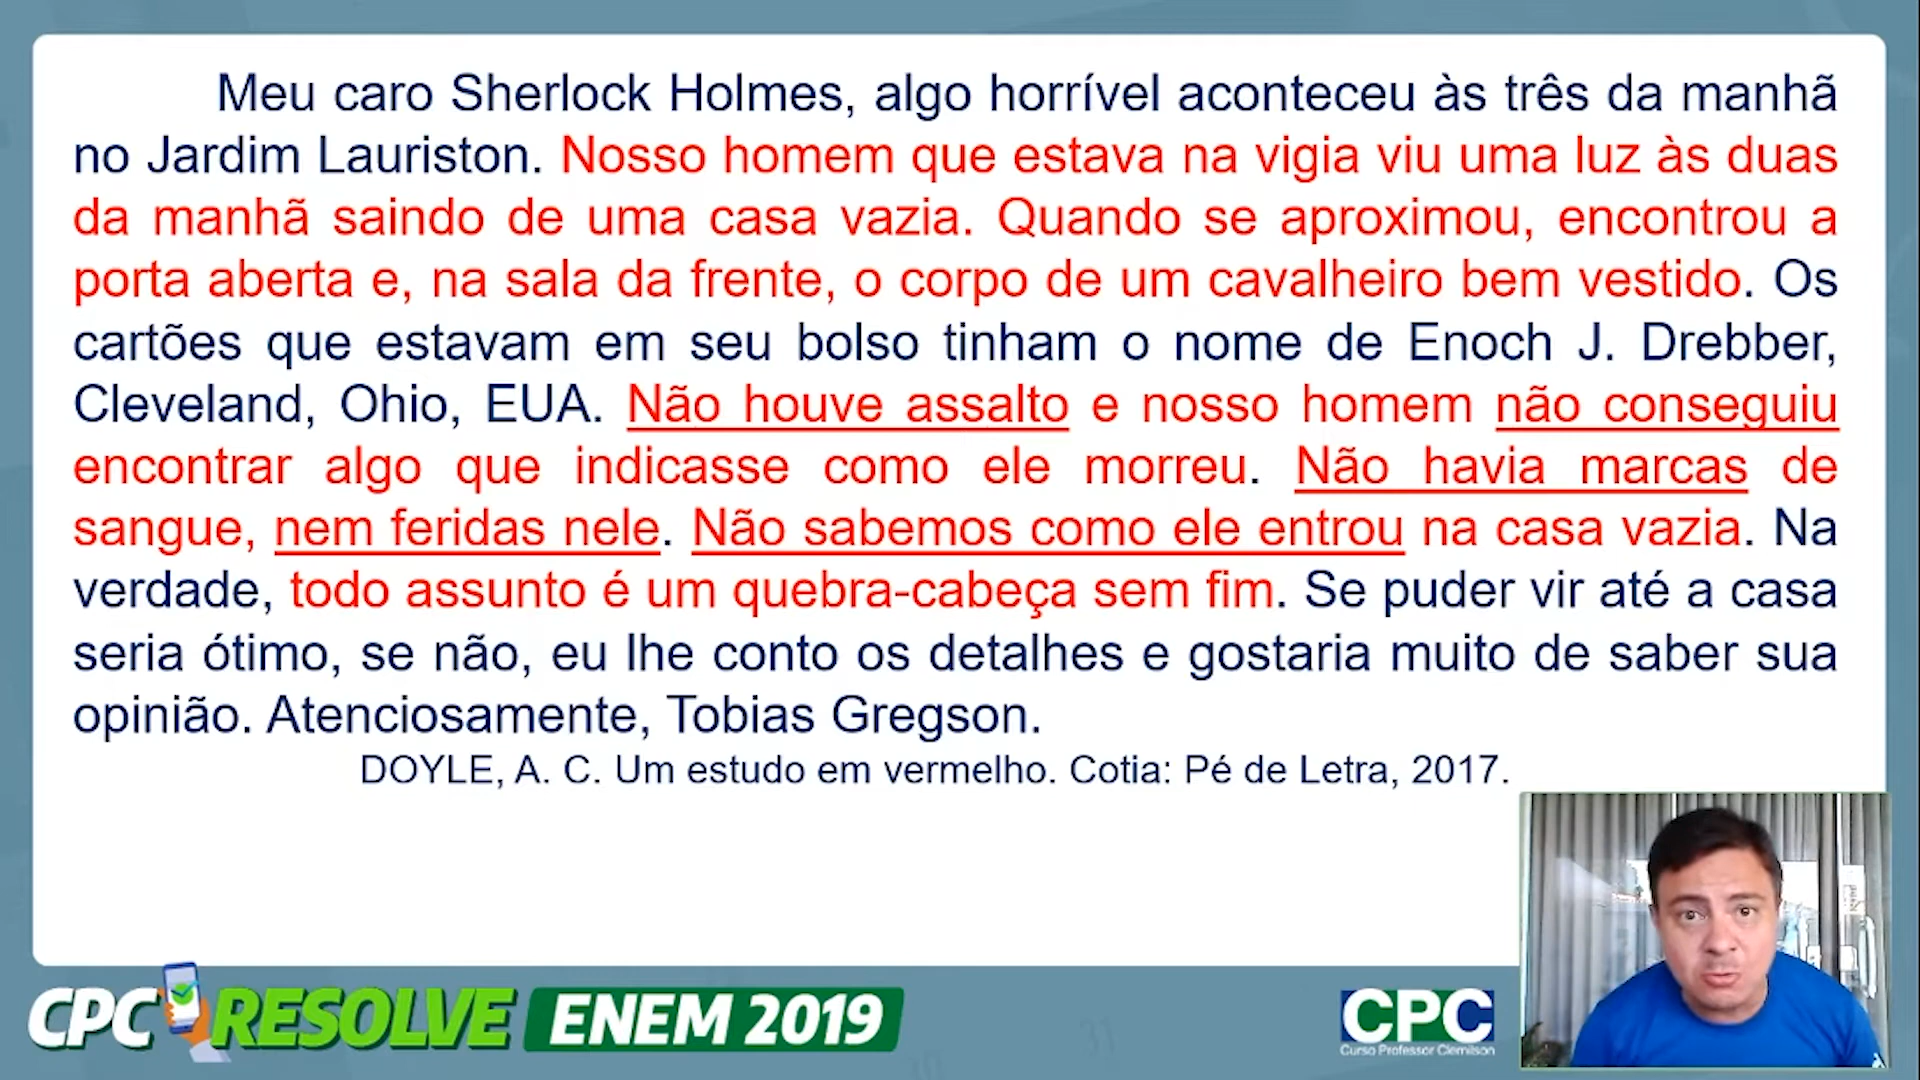 Meu caro Sherlock Holmes, algo horrível aconteceu às três da manhã
no Jardim Lauriston. Nosso homem que estava na vigia viu uma luz às duas
da manhã saindo de uma casa vazia. Quando se aproximou, encontrou a
porta aberta e, na sala da frente, o corpo de um cavalheiro bem vestido. Os
cartões que estavam em seu bolso tinham o nome de Enoch J. Drebber,
Cleveland, Ohio, EUA. Não houve assalto e nosso homem não conseguiu
encontrar algo que indicasse como ele morreu. Não havia marcas de
sangue, nem feridas nele. Não sabemos como ele entrou na casa vazia. Na
verdade, todo assunto é um quebra-cabeça sem fim. Se puder vir até a casa
seria ótimo, se não, eu lhe conto os detalhes e gostaria muito de saber sua
opinião. Atenciosamente, Tobias Gregson.
DOYLE, A. C. Um estudo em vermelho. Cotia: Pé de Letra, 2017.
CPC RESOLVE ENEM 2019
CPC
Curso Professor Clemilson
31